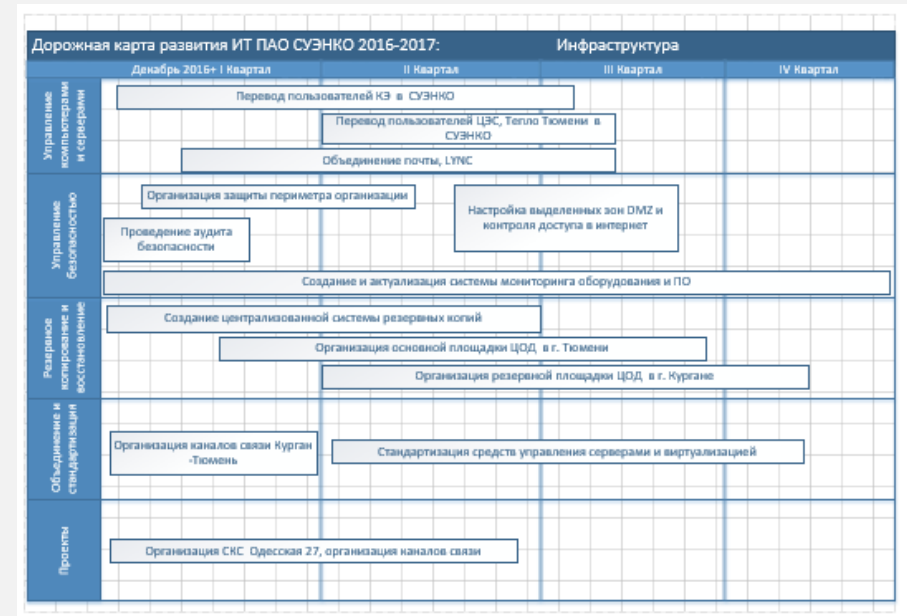 Дорожная карта развития ИТ ПАО СУЭНКО 2016-2017: Инфраструктура
Декабрь 2016+ I Квартал
II Квартал
III Квартал
IV Квартал
Управление
компьютерами
и серверами
Перевод пользователей КЭ в СУЭНКО
Перевод пользователей ЦЭС, Тепло Тюмени в
СУЭНКО
Объединение почты, LYNC
Управление
безопасностью
Организация защиты периметра организации
Настройка выделенных зон DMZ и
контроля доступа в интернет
Проведение аудита
безопасности
Создание и актуализация системы мониторинга оборудования и ПО
Резервное
копирование и
восстановление
Создание централизованной системы резервных копий
Организация основной площадки ЦОД в г. Тюмени
Организация резервной площадки ЦОД в г. Кургане
Объединение и
стандартизация
Организация каналов связи Курган
-Тюмень
Стандартизация средств управления серверами и виртуализацией
Проекты
Организация СКС Одесская 27, организация каналов связи